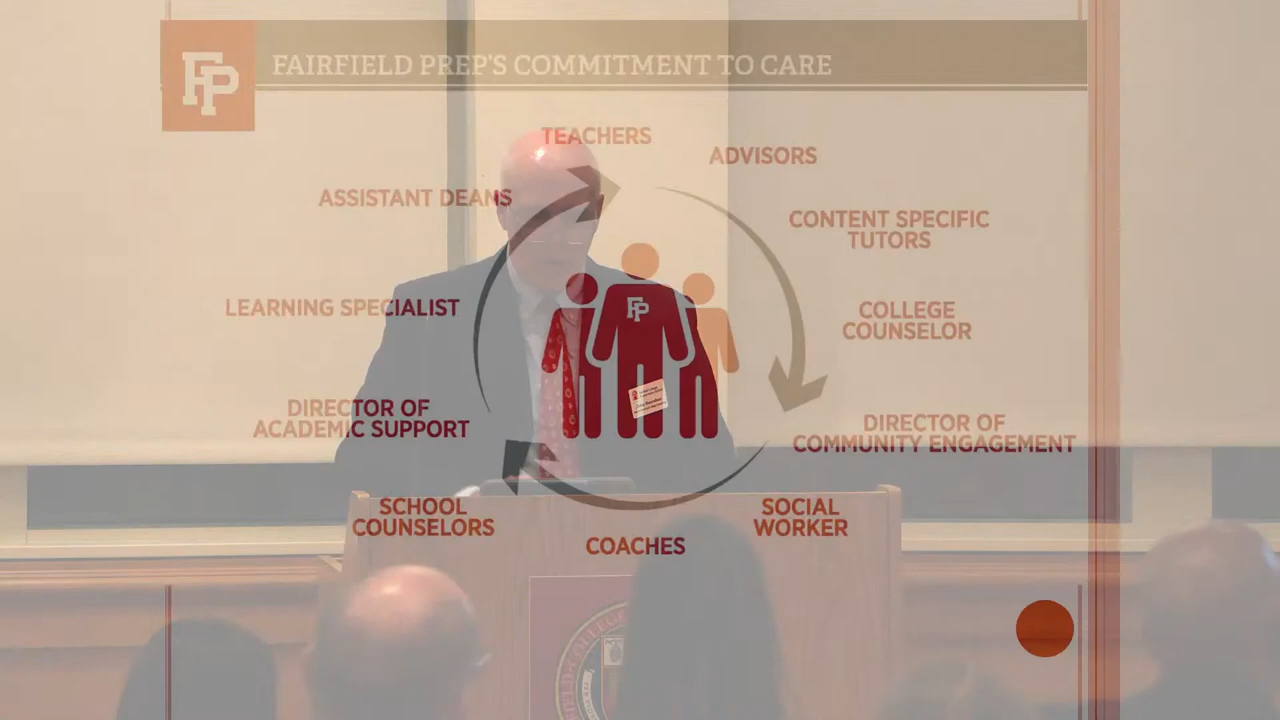 FP
FAIRFIELD PREP'S COMMITMENT TO CARE
TEACHERS
ADVISORS
ASSISTANT DEANS
CONTENT SPECIFIC
TUTORS
LEARNING SPECIALIST
FP
COLLEGE
COUNSELOR
DIRECTOR OF
ACADEMIC SUPPORT
DIRECTOR OF
COMMUNITY ENGAGEMENT
SCHOOL
COUNSELORS
SOCIAL
WORKER
COACHES